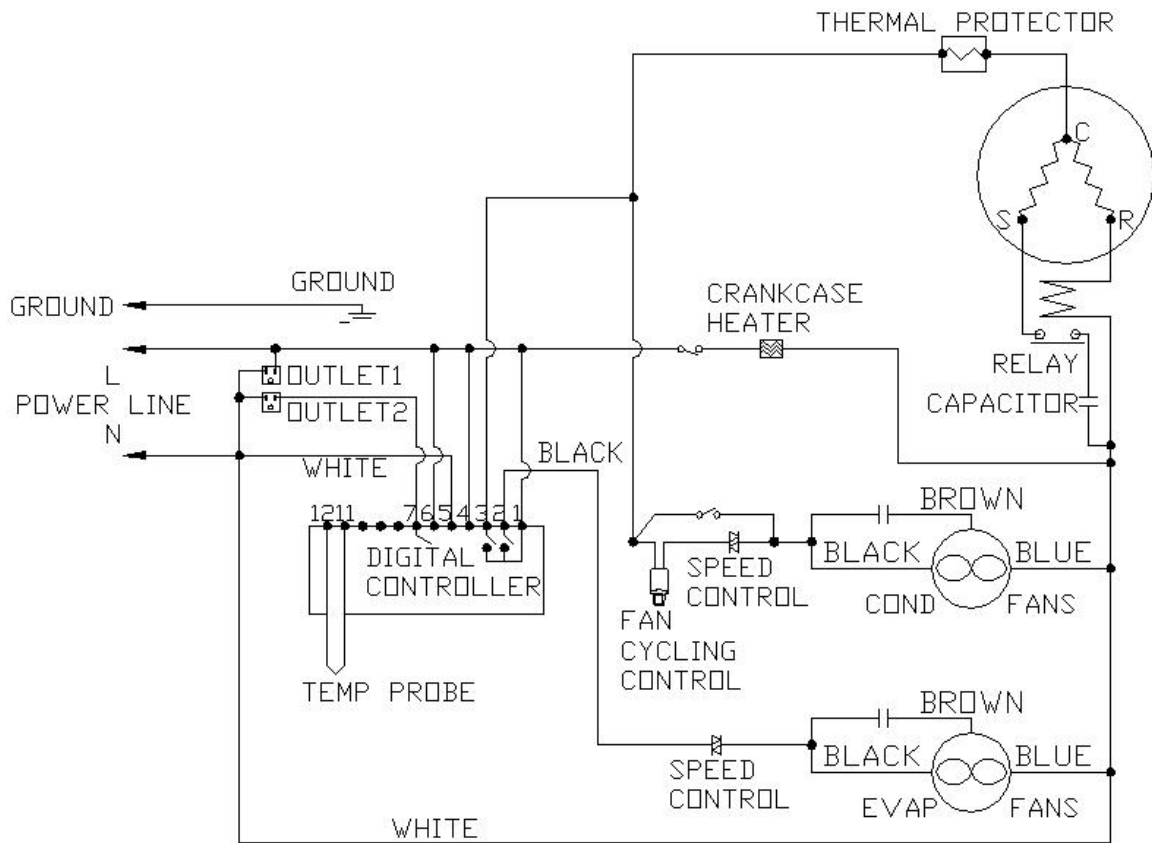 THERMAL PROTECTOR
C
S
R
GROUND
GROUND
CRANKCASE
HEATER
RELAY
L
OUTLET1
POWER LINE
OUTLET2
CAPACITOR
N
WHITE
BLACK
BROWN
1211
7654321
DIGITAL
CONTROLLER
BLACK
BLUE
SPEED
CONTROL
COND
FANS
FAN
CYCLING
CONTROL
TEMP PROBE
BROWN
BLACK
BLUE
SPEED
CONTROL
EVAP
FANS
WHITE